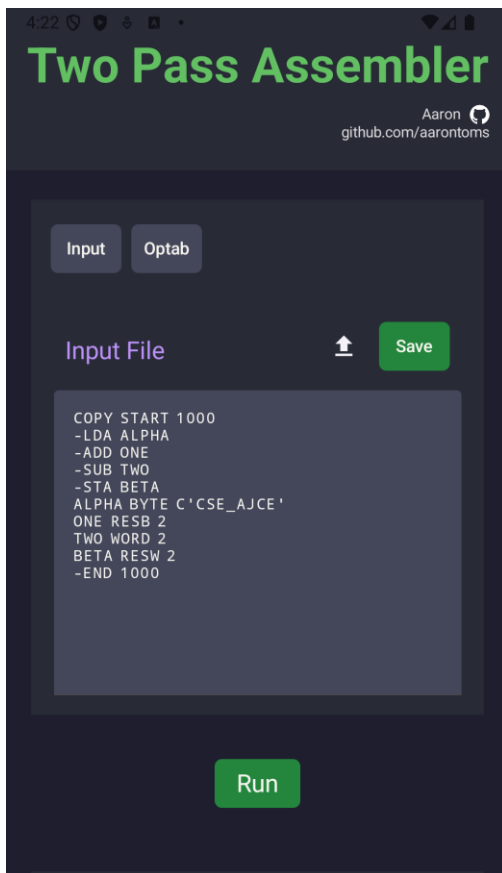 4:22
Two Pass Assembler
Aaron
github.com/aarontoms
Input Optab
Input File Save
COPY START 1000
-LDA ALPHA
-ADD ONE
-SUB TWO
-STA BETA
ALPHA BYTE C'CSE_AJCE'
ONE RESB 2
TWO WORD 2
BETA RESW 2
-END 1000
Run